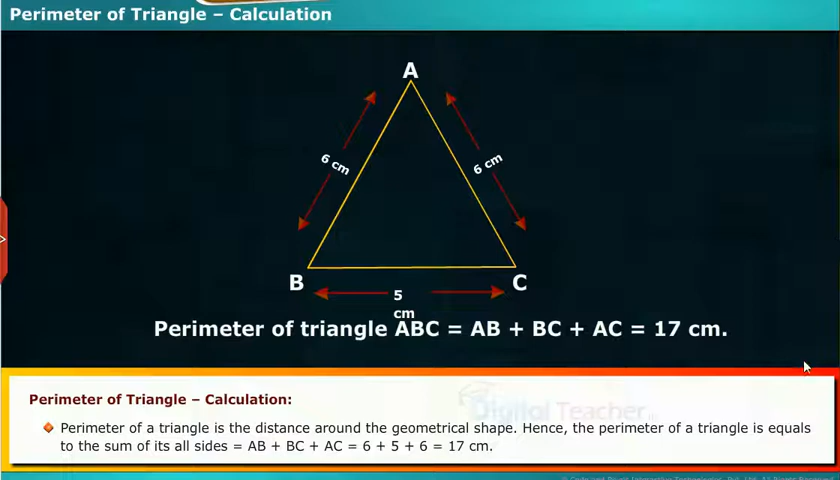 Perimeter of Triangle – Calculation
A
6 cm
6 cm
B
C
5
cm
Perimeter of triangle ABC = AB + BC + AC = 17 cm.
Perimeter of Triangle – Calculation:
Digital Teacher
Perimeter of a triangle is the distance around the geometrical shape. Hence, the perimeter of a triangle is equals
to the sum of its all sides = AB + BC + AC = 6 + 5 + 6 = 17 cm.